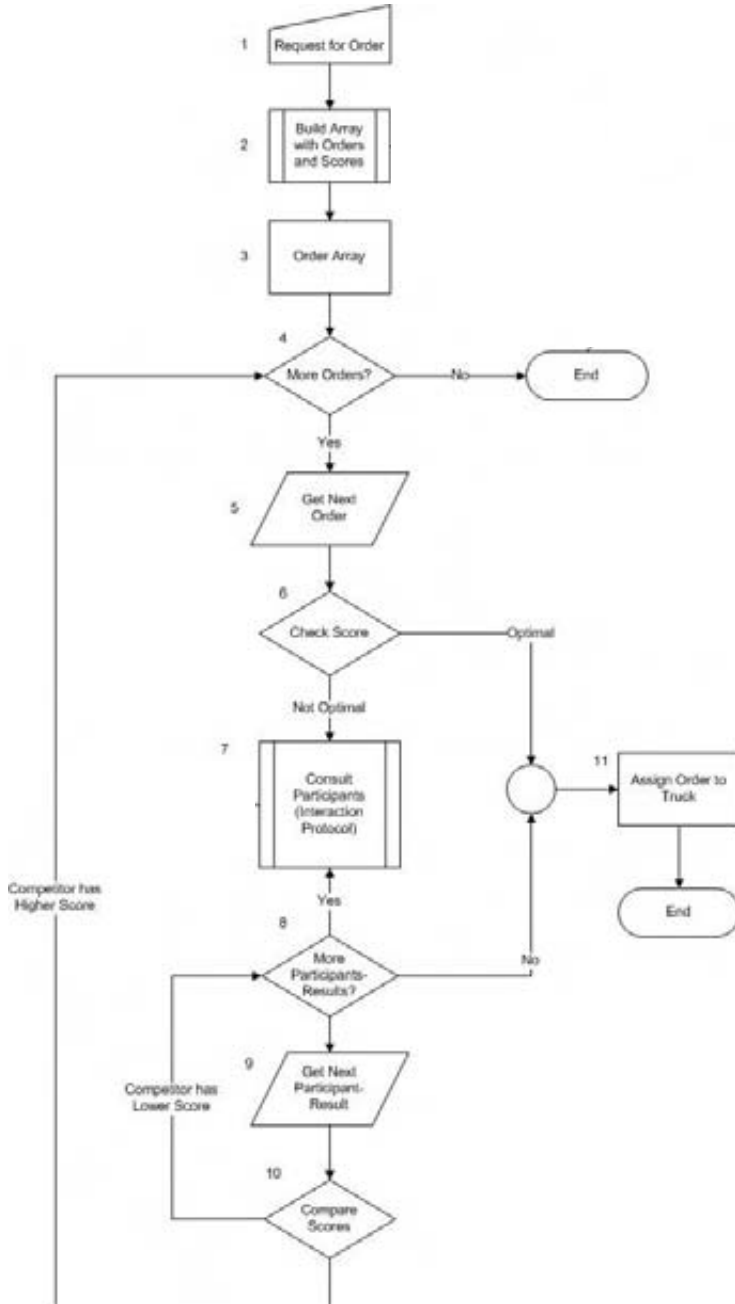 1
Request for Order
2
Build Array
with Orders
and Scores
3
Order Array
4
More Orders?
No
End
Yes
5
Get Next
Order
6
Check Score
Optimal
Not Optimal
7
Consult
Participants
(Interaction
Protocol)
11
Assign Order to
Truck
End
Competitor has
Higher Score
Yes
8
More
Participants-
Results?
No
9
Get Next
Participant-
Result
Competitor has
Lower Score
10
Compare
Scores